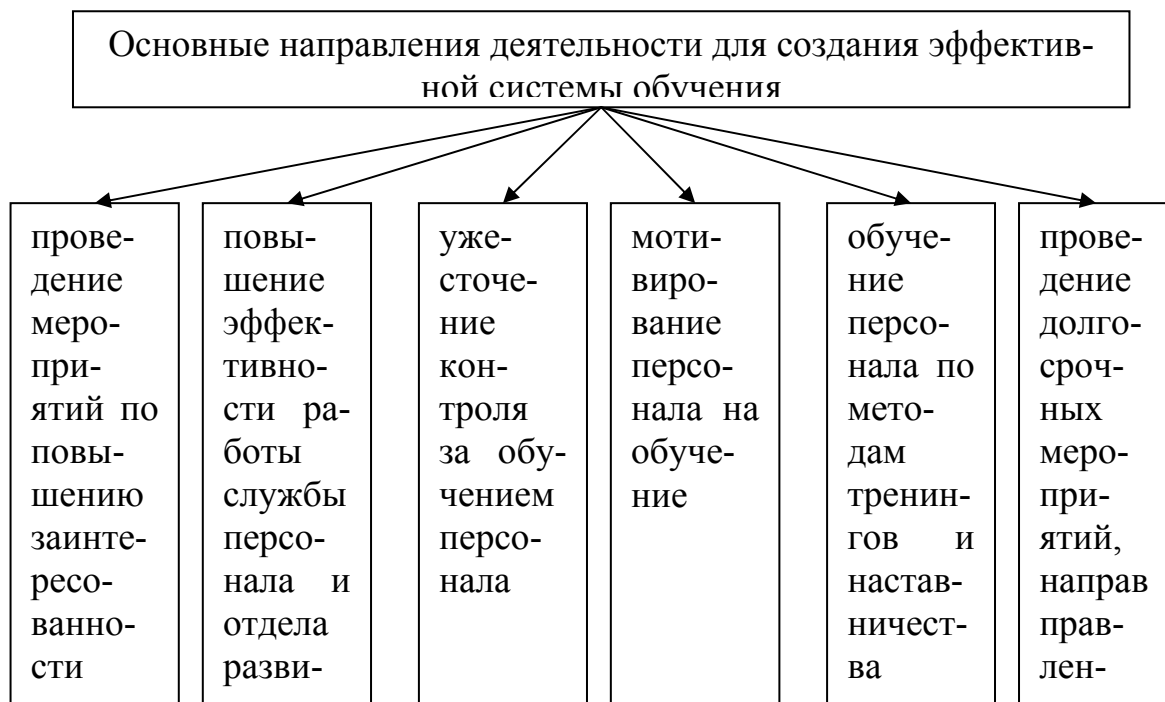 Основные направления деятельности для создания эффектив-
ной системы обучения
прове-
дение
меро-
при-
ятий по
повы-
шению
заинте-
ресо-
ванно-
сти
повы-
шение
эффек-
тивно-
сти ра-
боты
службы
персо-
нала и
отдела
разви-
уже-
сточе-
ние
кон-
троля
за обу-
чением
персо-
нала
моти-
виро-
вание
персо-
нала на
обуче-
ние
обуче-
ние
персо-
нала по
мето-
дам
тренин-
гов и
настав-
ничест-
ва
прове-
дение
долго-
сроч-
ных
меро-
при-
ятий,
направ
прав-
лен-